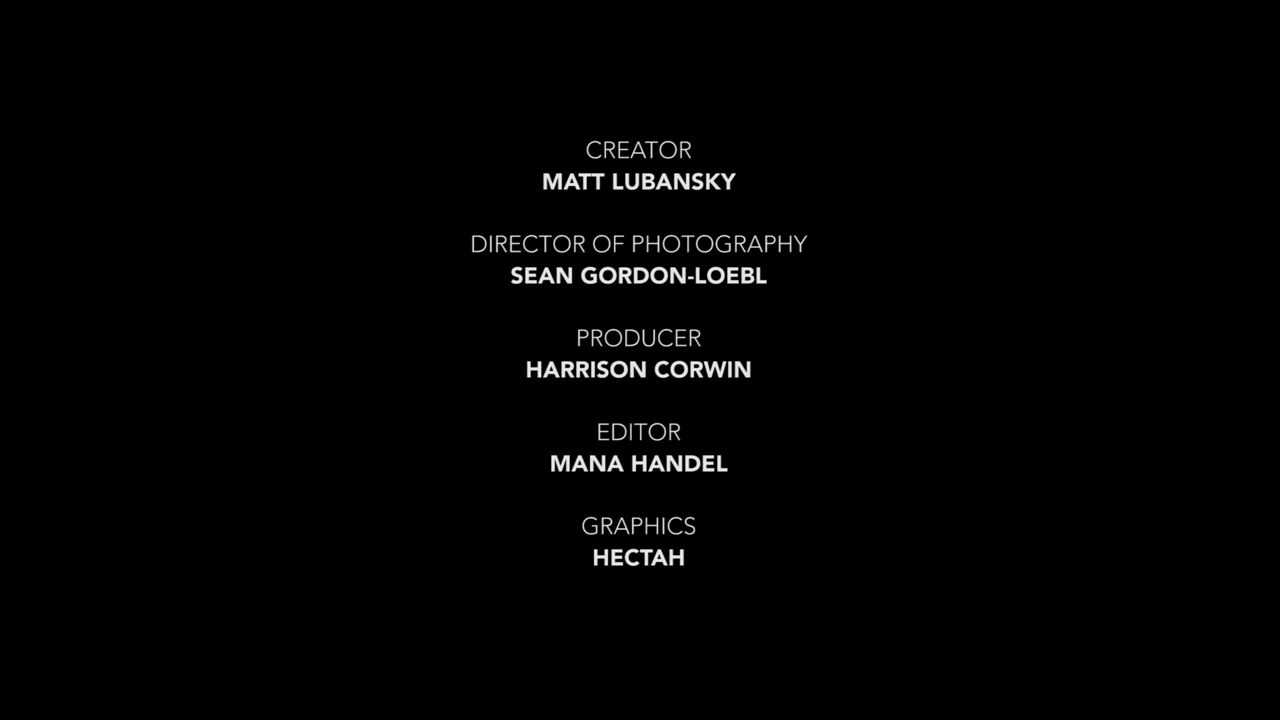 CREATOR
MATT LUBANSKY
DIRECTOR OF PHOTOGRAPHY
SEAN GORDON-LOEBL
PRODUCER
HARRISON CORWIN
EDITOR
MANA HANDEL
GRAPHICS
HECTAH